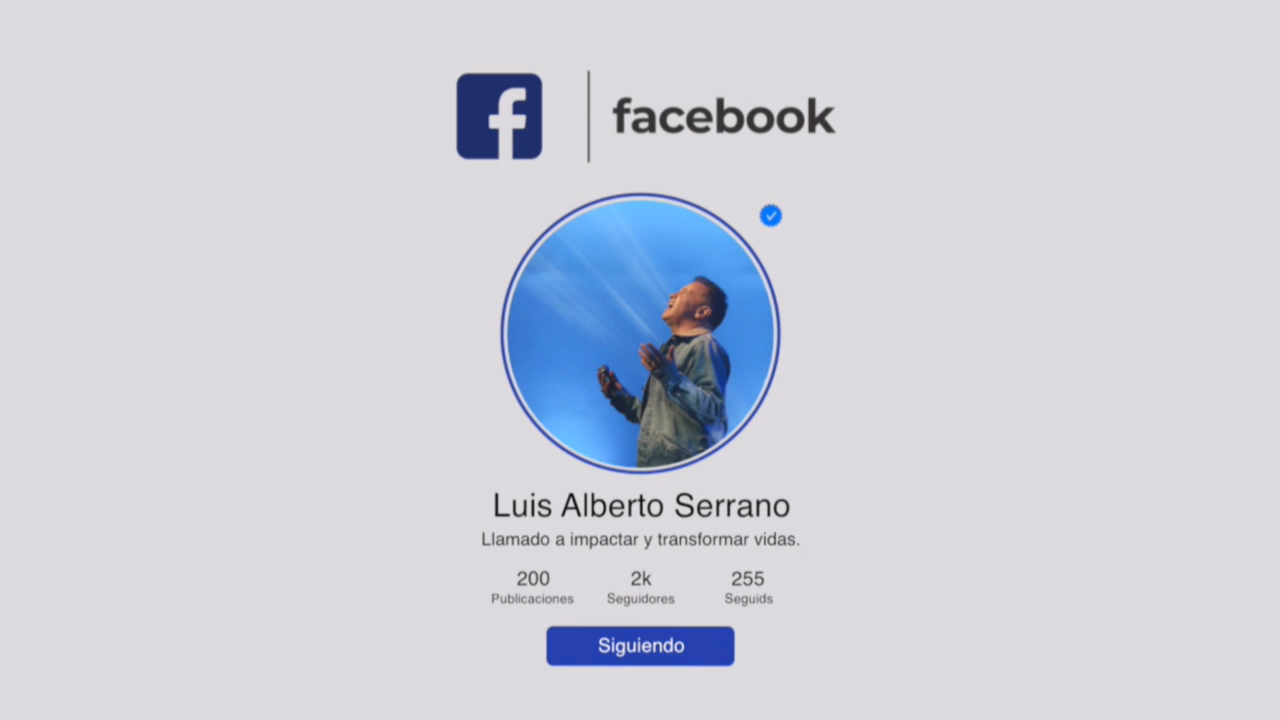 facebook
Luis Alberto Serrano
Llamado a impactar y transformar vidas.
200 2k 255
Publicaciones Seguidores Seguids
Siguiendo